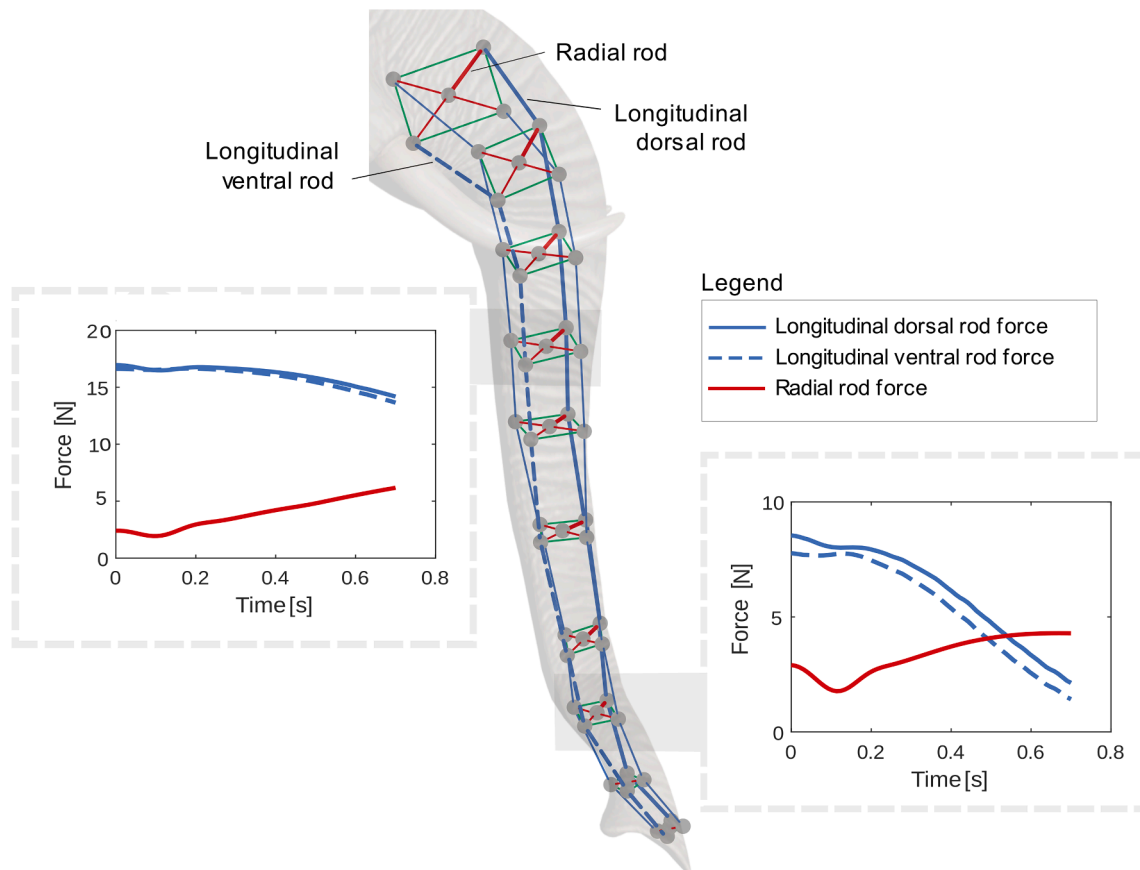 Radial rod
Longitudinal
dorsal rod
Longitudinal
ventral rod
Legend
Longitudinal dorsal rod force
Longitudinal ventral rod force
Radial rod force
20
15
10
5
0
Force [N]
0 0.2 0.4 0.6 0.8
Time [s]
10
5
0
Force [N]
0 0.2 0.4 0.6 0.8
Time [s]